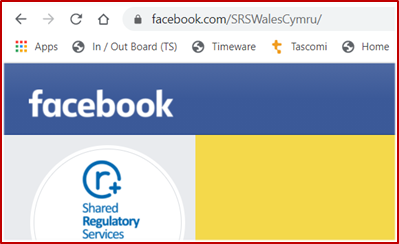 facebook.com/SRSWalesCymru/
Apps In / Out Board (TS) Timeware Tascomi Home
facebook
r+
Shared
Regulatory
Services